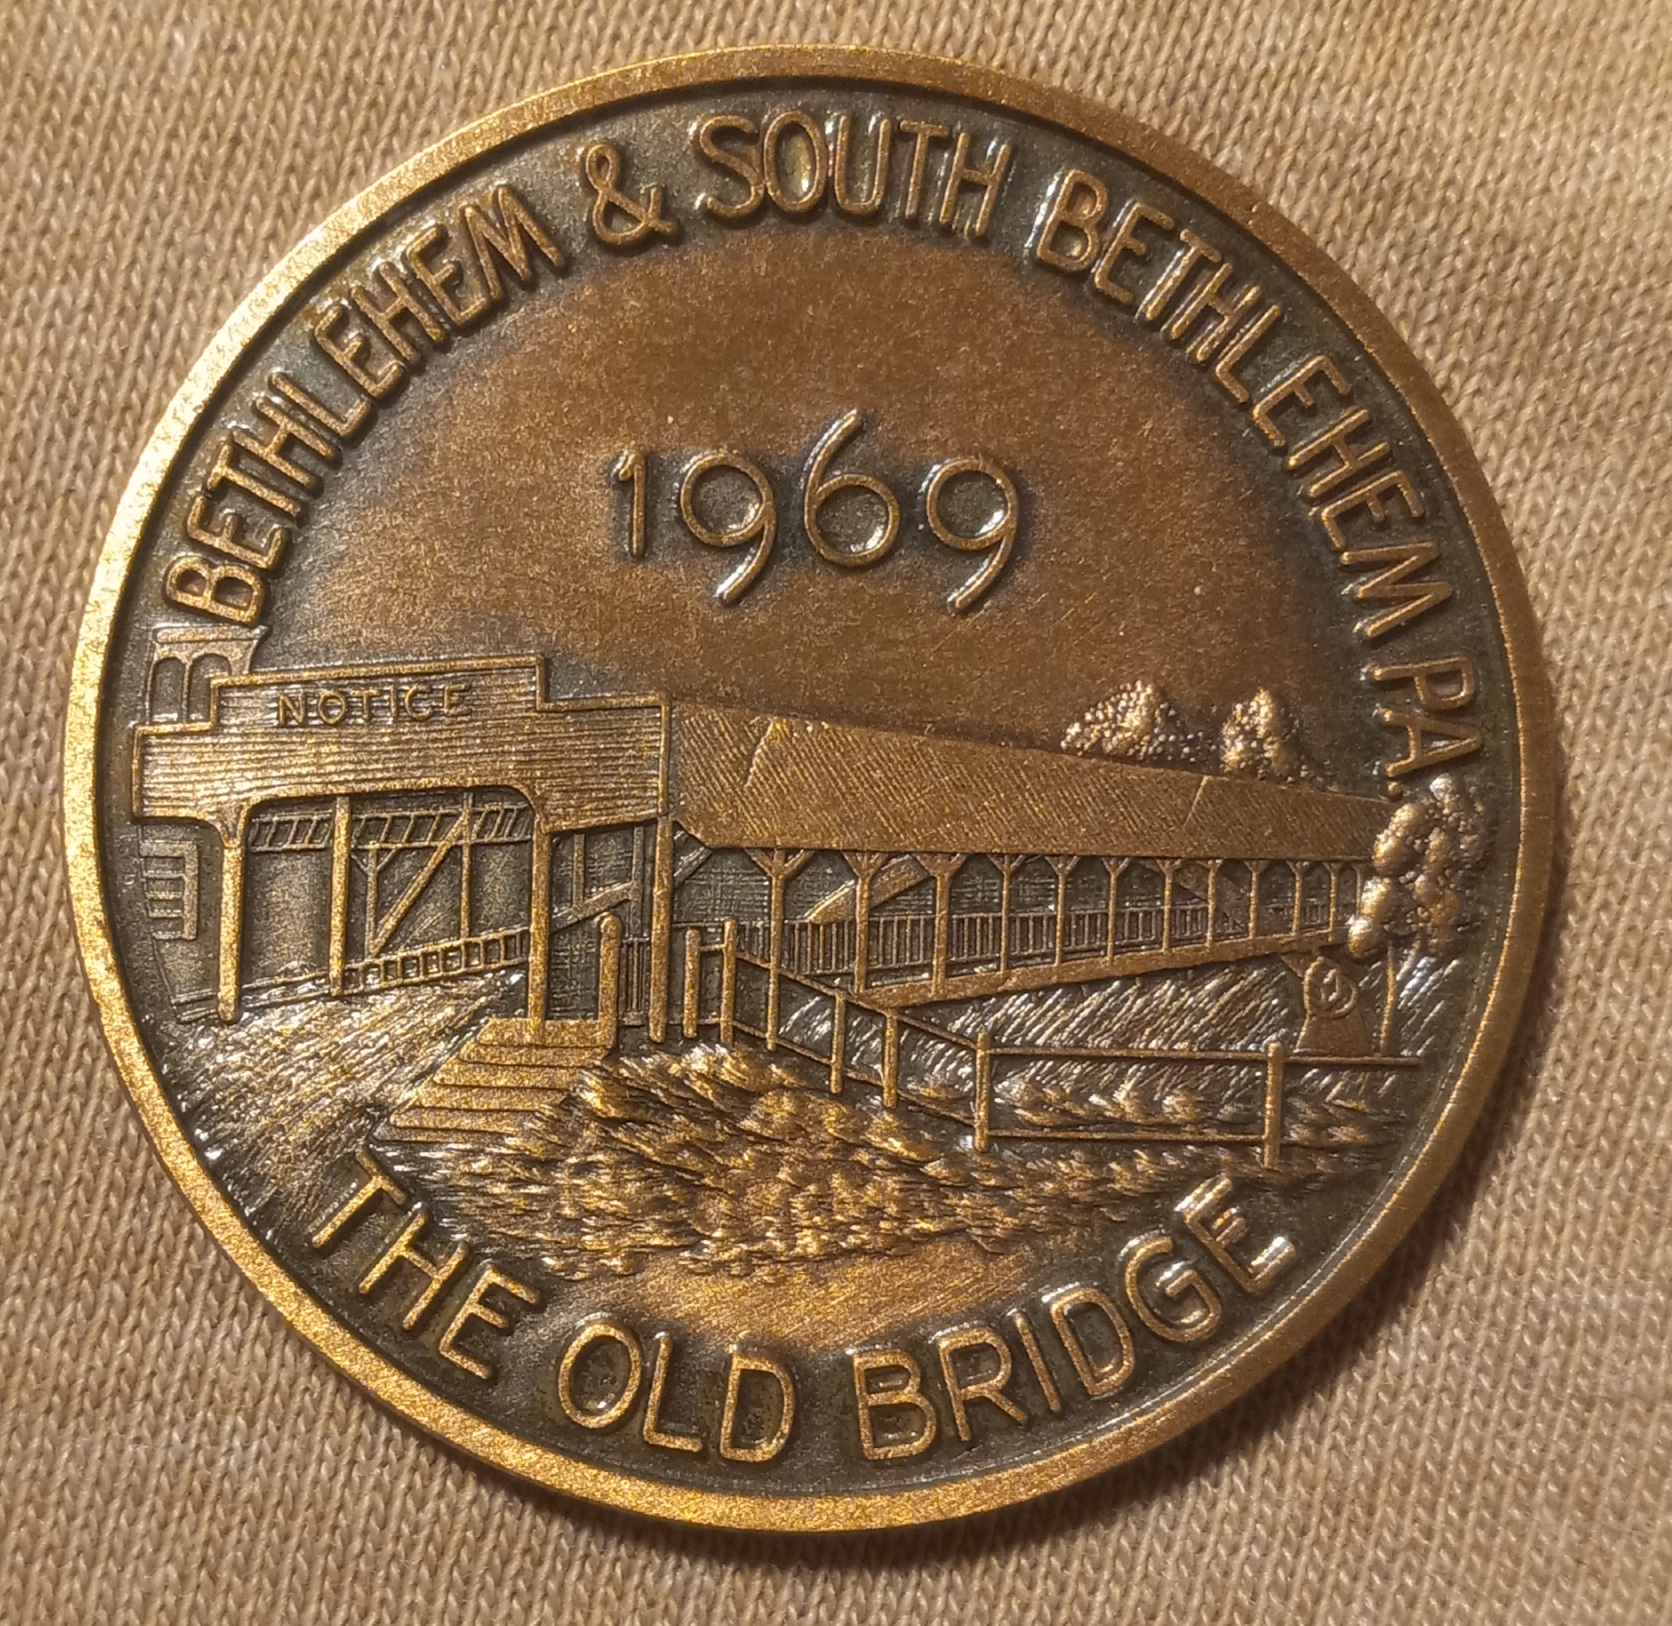 BETHLEHEM & SOUTH BETHLEHEM PA.
1969
NOTICE
THE OLD BRIDGE